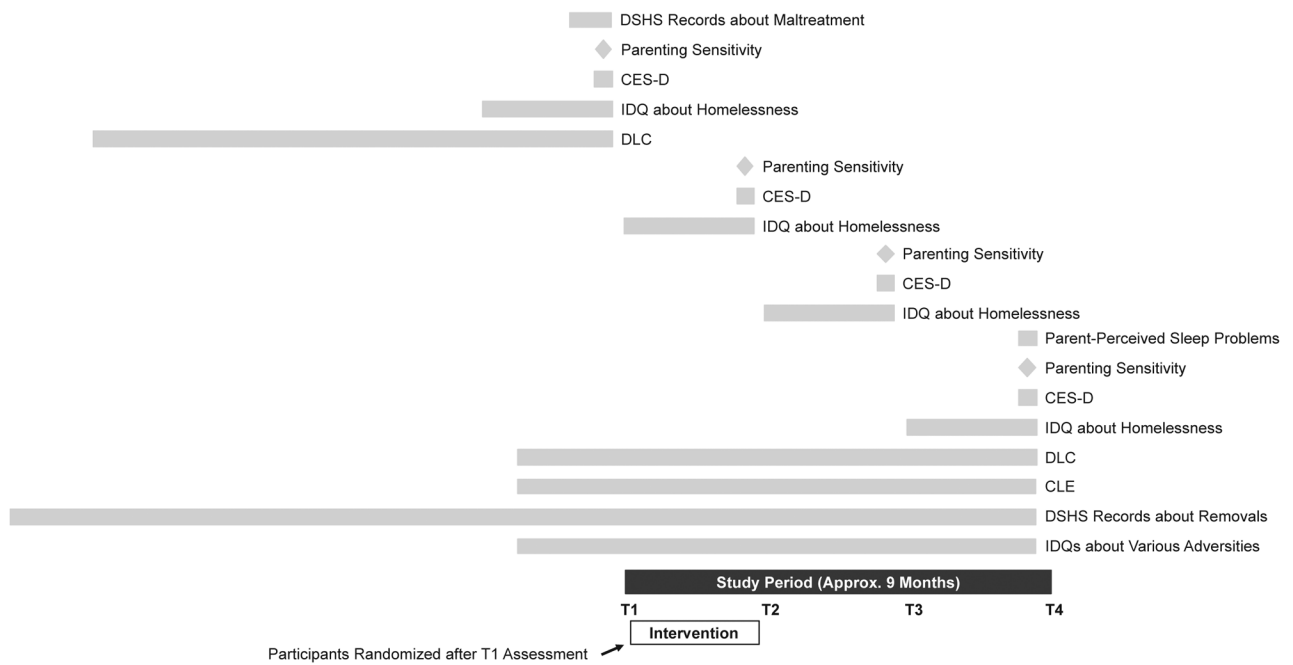 DSHS Records about Maltreatment
Parenting Sensitivity
CES-D
IDQ about Homelessness
DLC
Parenting Sensitivity
CES-D
IDQ about Homelessness
Parenting Sensitivity
CES-D
IDQ about Homelessness
Parent-Perceived Sleep Problems
Parenting Sensitivity
CES-D
IDQ about Homelessness
DLC
CLE
DSHS Records about Removals
IDQs about Various Adversities
Study Period (Approx. 9 Months)
T1 T2 T3 T4
Intervention
Participants Randomized after T1 Assessment